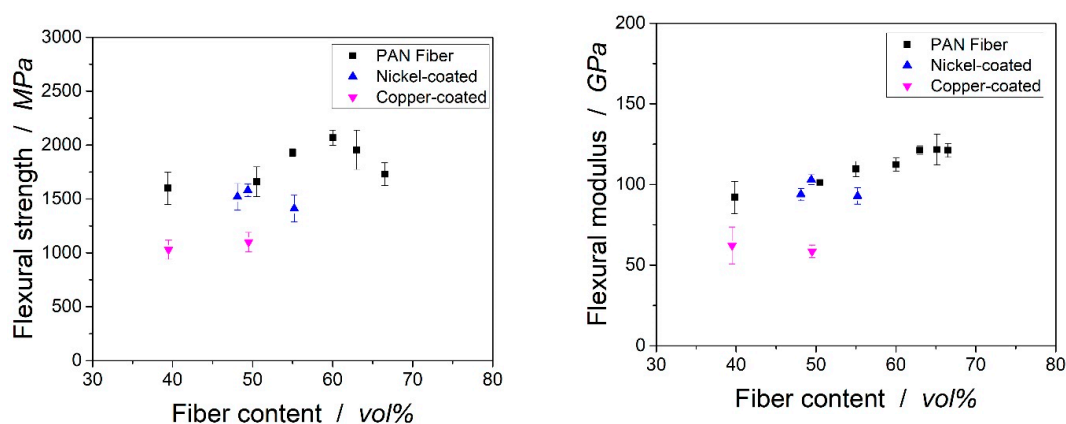 Flexural strength / MPa
3000
2500
2000
1500
1000
500
0
PAN Fiber
Nickel-coated
Copper-coated
30 40 50 60 70 80
Fiber content / vol%
Flexural modulus / GPa
200
150
100
50
0
PAN Fiber
Nickel-coated
Copper-coated
30 40 50 60 70 80
Fiber content / vol%